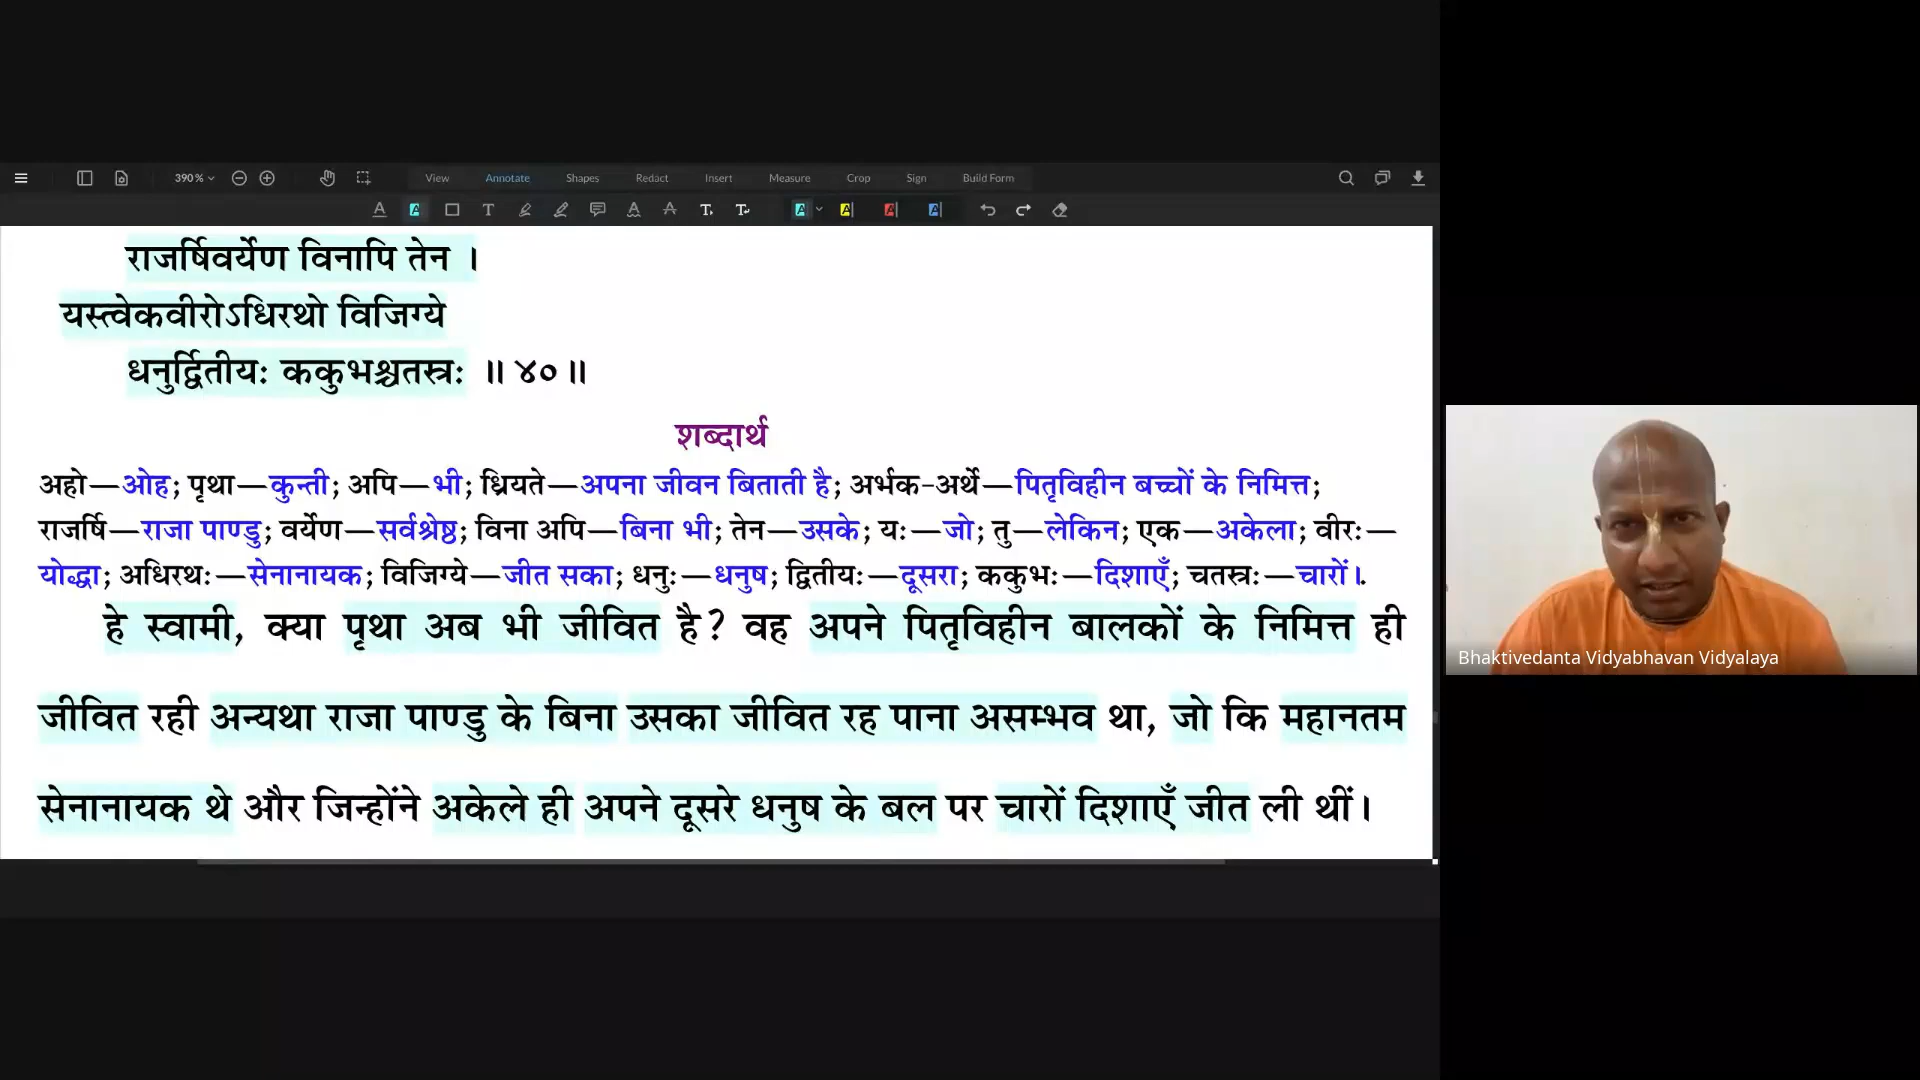 390%
View Annotate Shapes Redact Insert Measure Crop Sign Build Form
राजर्षिवर्येण विनापि तेन ।
यस्त्वेकवीरोऽधिरथो विजिग्ये
धनुर्द्वितीयः ककुभश्चतस्त्रः ॥ ४० ॥
शब्दार्थ
अहो—ओह; पृथा—कुन्ती; अपि—भी; ध्रियते—अपना जीवन बिताती है; अर्भक-अर्थे—पितृविहीन बच्चों के निमित्त;
राजर्षि—राजा पाण्डु; वर्येण—सर्वश्रेष्ठ; विना अपि—बिना भी; तेन—उसके; यः—जो; तु—लेकिन; एक—अकेला; वीरः—
योद्धा; अधिरथः—सेनानायक; विजिग्ये—जीत सका; धनुः—धनुष; द्वितीयः—दूसरा; ककुभः—दिशाएँ; चतस्त्रः—चारों।.
हे स्वामी, क्या पृथा अब भी जीवित है? वह अपने पितृविहीन बालकों के निमित्त ही
जीवित रही अन्यथा राजा पाण्डु के बिना उसका जीवित रह पाना असम्भव था, जो कि महानतम
सेनानायक थे और जिन्होंने अकेले ही अपने दूसरे धनुष के बल पर चारों दिशाएँ जीत ली थीं।
Bhaktivedanta Vidyabhavan Vidyalaya